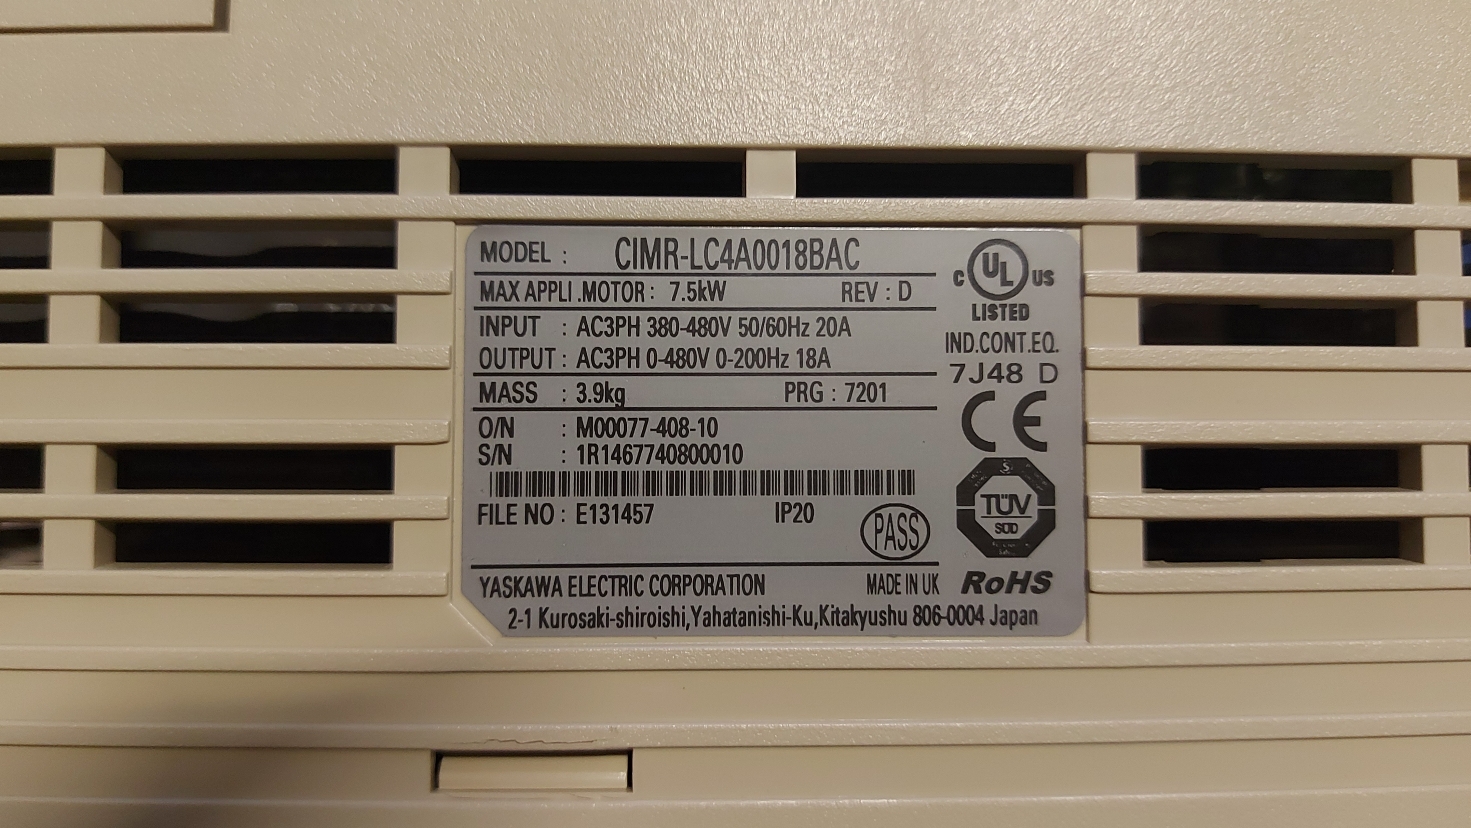 MODEL : CIMR-LC4A0018BAC
MAX APPLI .MOTOR : 7.5kW REV : D
INPUT : AC3PH 380-480V 50/60Hz 20A
OUTPUT : AC3PH 0-480V 0-200Hz 18A
MASS : 3.9kg PRG : 7201
O/N : M00077-408-10
S/N : 1R1467740800010
FILE NO : E131457 IP20
PASS
C UL US
LISTED
IND.CONT.EQ.
7J48 D
CE
TÜV
SÜD
RoHS
YASKAWA ELECTRIC CORPORATION MADE IN UK
2-1 Kurosaki-shiroishi,Yahatanishi-Ku,Kitakyushu 806-0004 Japan